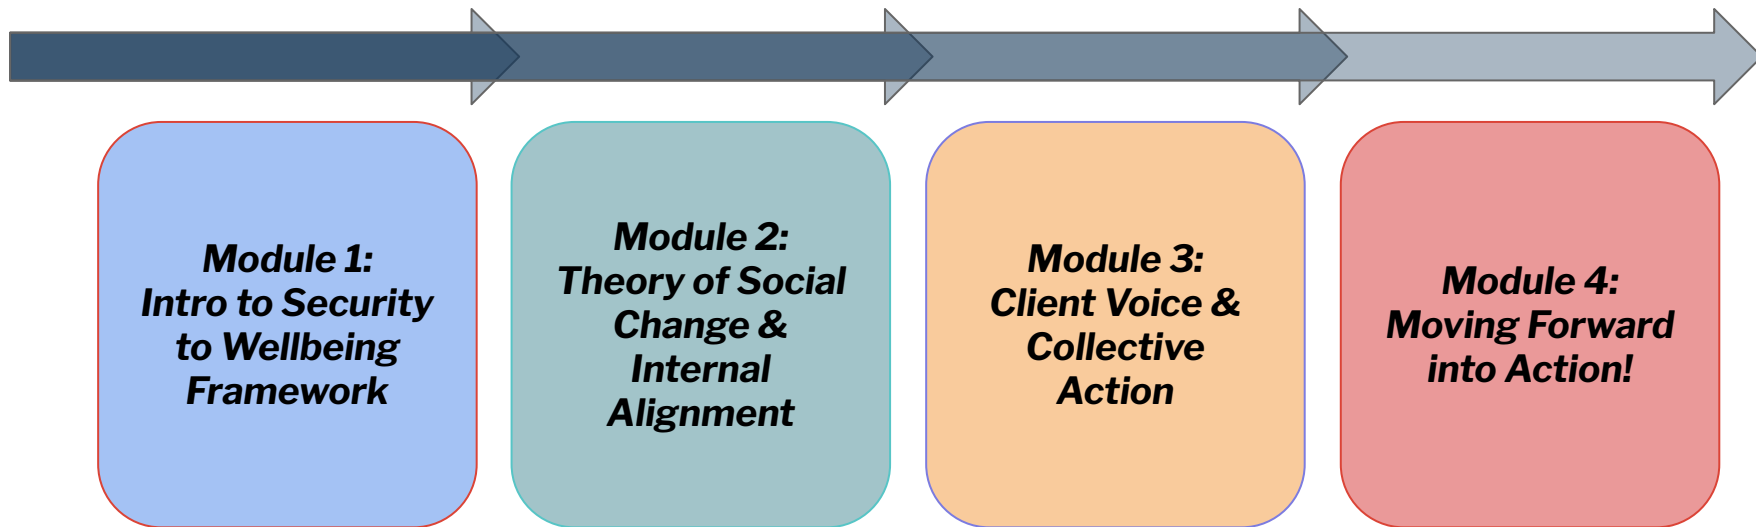 Module 1:
Intro to Security
to Wellbeing
Framework
Module 2:
Theory of Social
Change &
Internal
Alignment
Module 3:
Client Voice &
Collective
Action
Module 4:
Moving Forward
into Action!